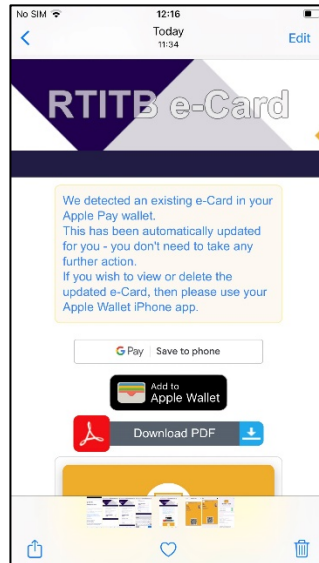 No SIM
12:16
Today
11:34
Edit
RTITB e-Card
We detected an existing e-Card in your
Apple Pay wallet.
This has been automatically updated
for you - you don't need to take any
further action.
If you wish to view or delete the
updated e-Card, then please use your
Apple Wallet iPhone app.
G Pay | Save to phone
Add to
Apple Wallet
Download PDF